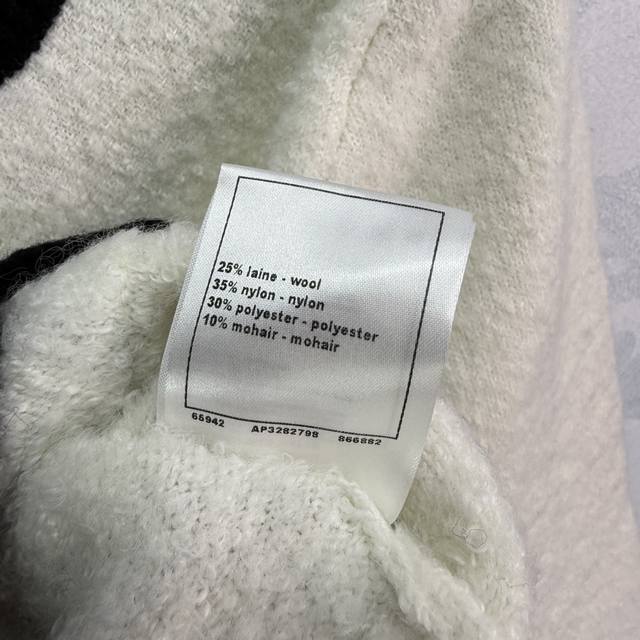 25% laine - wool
35% nylon - nylon
30% polyester - polyester
10% mohair - mohair
65942 AP3282798 866882